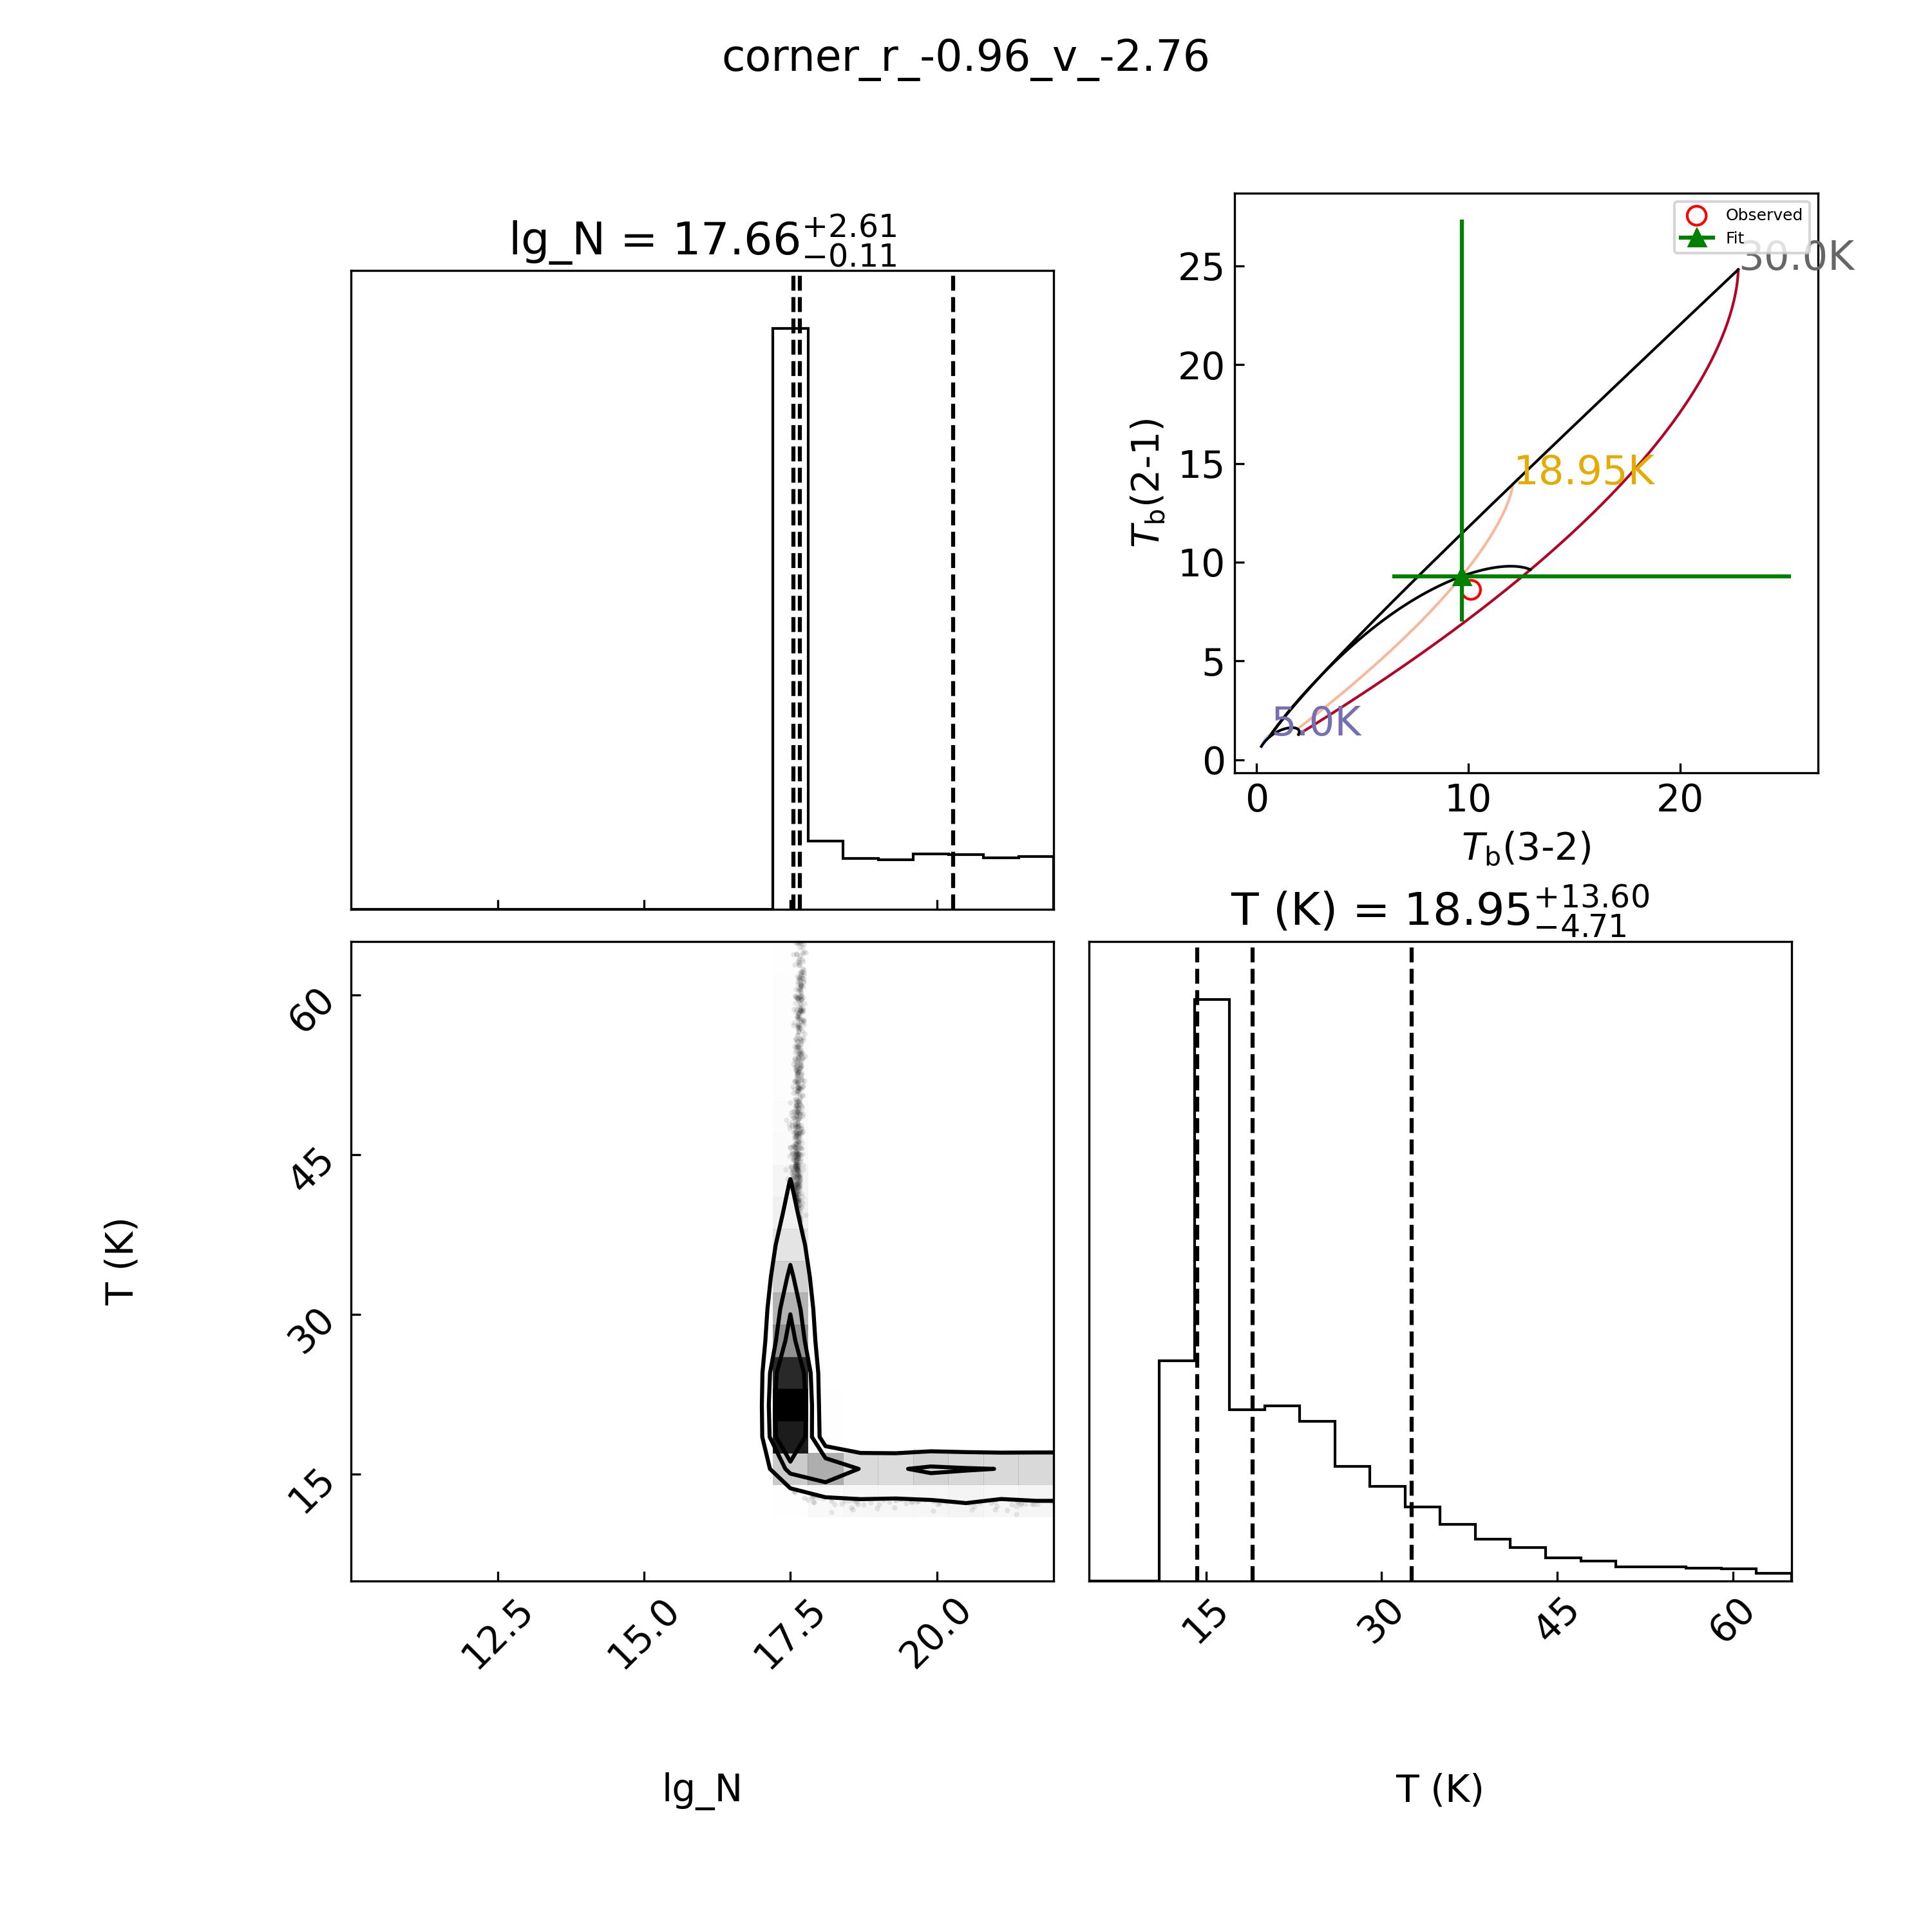 corner_r_-0.96_v_-2.76
lg_N = 17.66+2.61−0.11
Observed
Fit
30.0K
25
20
15
10
5
0
18.95K
5.0K
Tb(2-1)
0 10 20
Tb(3-2)
T (K) = 18.95+13.60−4.71
60
45
30
15
T (K)
12.5 15.0 17.5 20.0
15 30 45 60
lg_N
T (K)